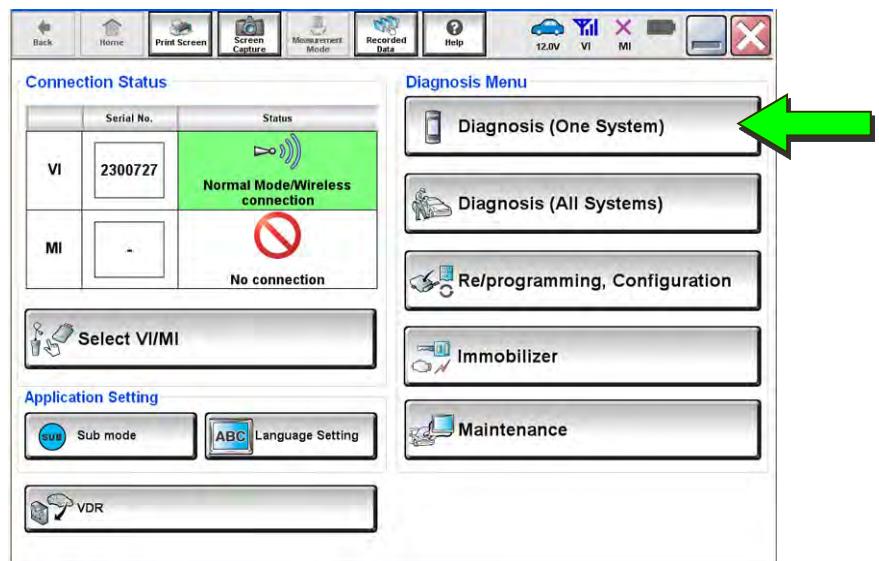 Back
Home
Print Screen
Screen
Capture
Measurement
Mode
Recorded
Data
Help
12.0V
VI
MI
Connection Status
Serial No.
Status
VI
2300727
Normal Mode/Wireless
connection
MI
-
No connection
Select VI/MI
Application Setting
SUB
Sub mode
ABC
Language Setting
VDR
Diagnosis Menu
Diagnosis (One System)
Diagnosis (All Systems)
Re/programming, Configuration
Immobilizer
Maintenance